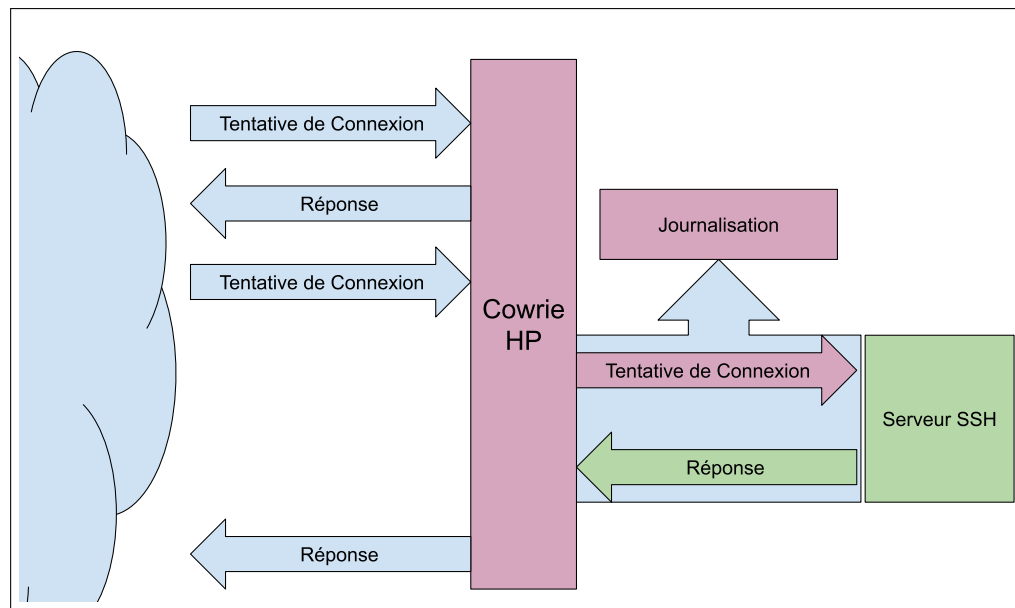 Tentative de Connexion
Réponse
Journalisation
Tentative de Connexion
Cowrie
HP
Tentative de Connexion
Serveur SSH
Réponse
Réponse